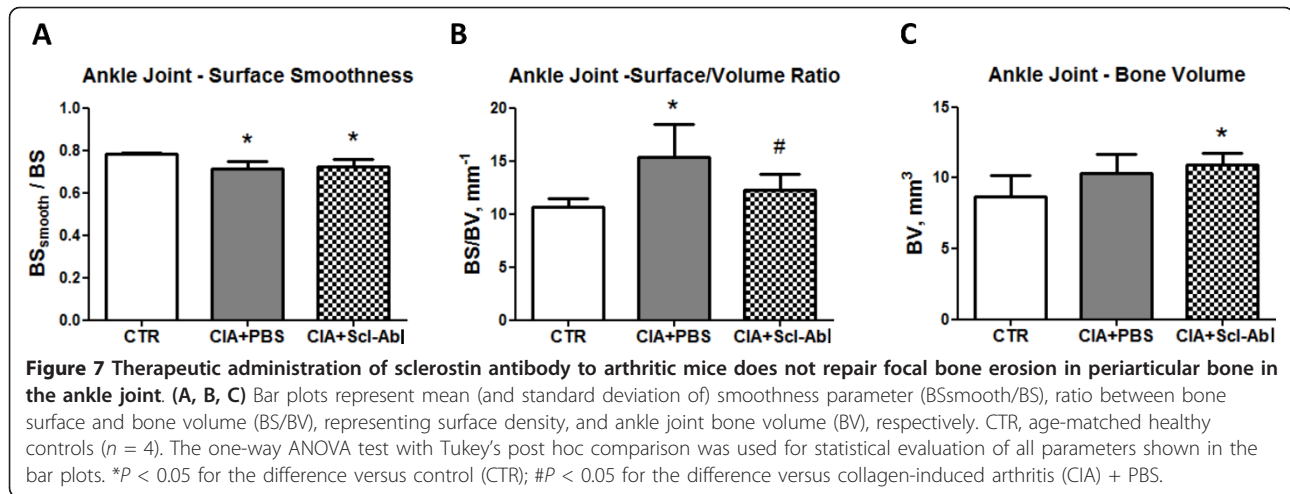 A
B
C
Ankle Joint - Surface Smoothness
BSsmooth / BS
1.0
0.8
0.6
0.4
0.2
0.0
*
*
CTR
CIA+PBS
CIA+Scl-AbI
Ankle Joint -Surface/Volume Ratio
BS/BV, mm-1
20
15
10
5
0
*
#
CTR
CIA+PBS
CIA+Scl-AbI
Ankle Joint - Bone Volume
BV, mm3
15
10
5
0
*
CTR
CIA+PBS
CIA+Scl-AbI
Figure 7 Therapeutic administration of sclerostin antibody to arthritic mice does not repair focal bone erosion in periarticular bone in
the ankle joint. (A, B, C) Bar plots represent mean (and standard deviation of) smoothness parameter (BSsmooth/BS), ratio between bone
surface and bone volume (BS/BV), representing surface density, and ankle joint bone volume (BV), respectively. CTR, age-matched healthy
controls (n = 4). The one-way ANOVA test with Tukey's post hoc comparison was used for statistical evaluation of all parameters shown in the
bar plots. *P < 0.05 for the difference versus control (CTR); #P < 0.05 for the difference versus collagen-induced arthritis (CIA) + PBS.